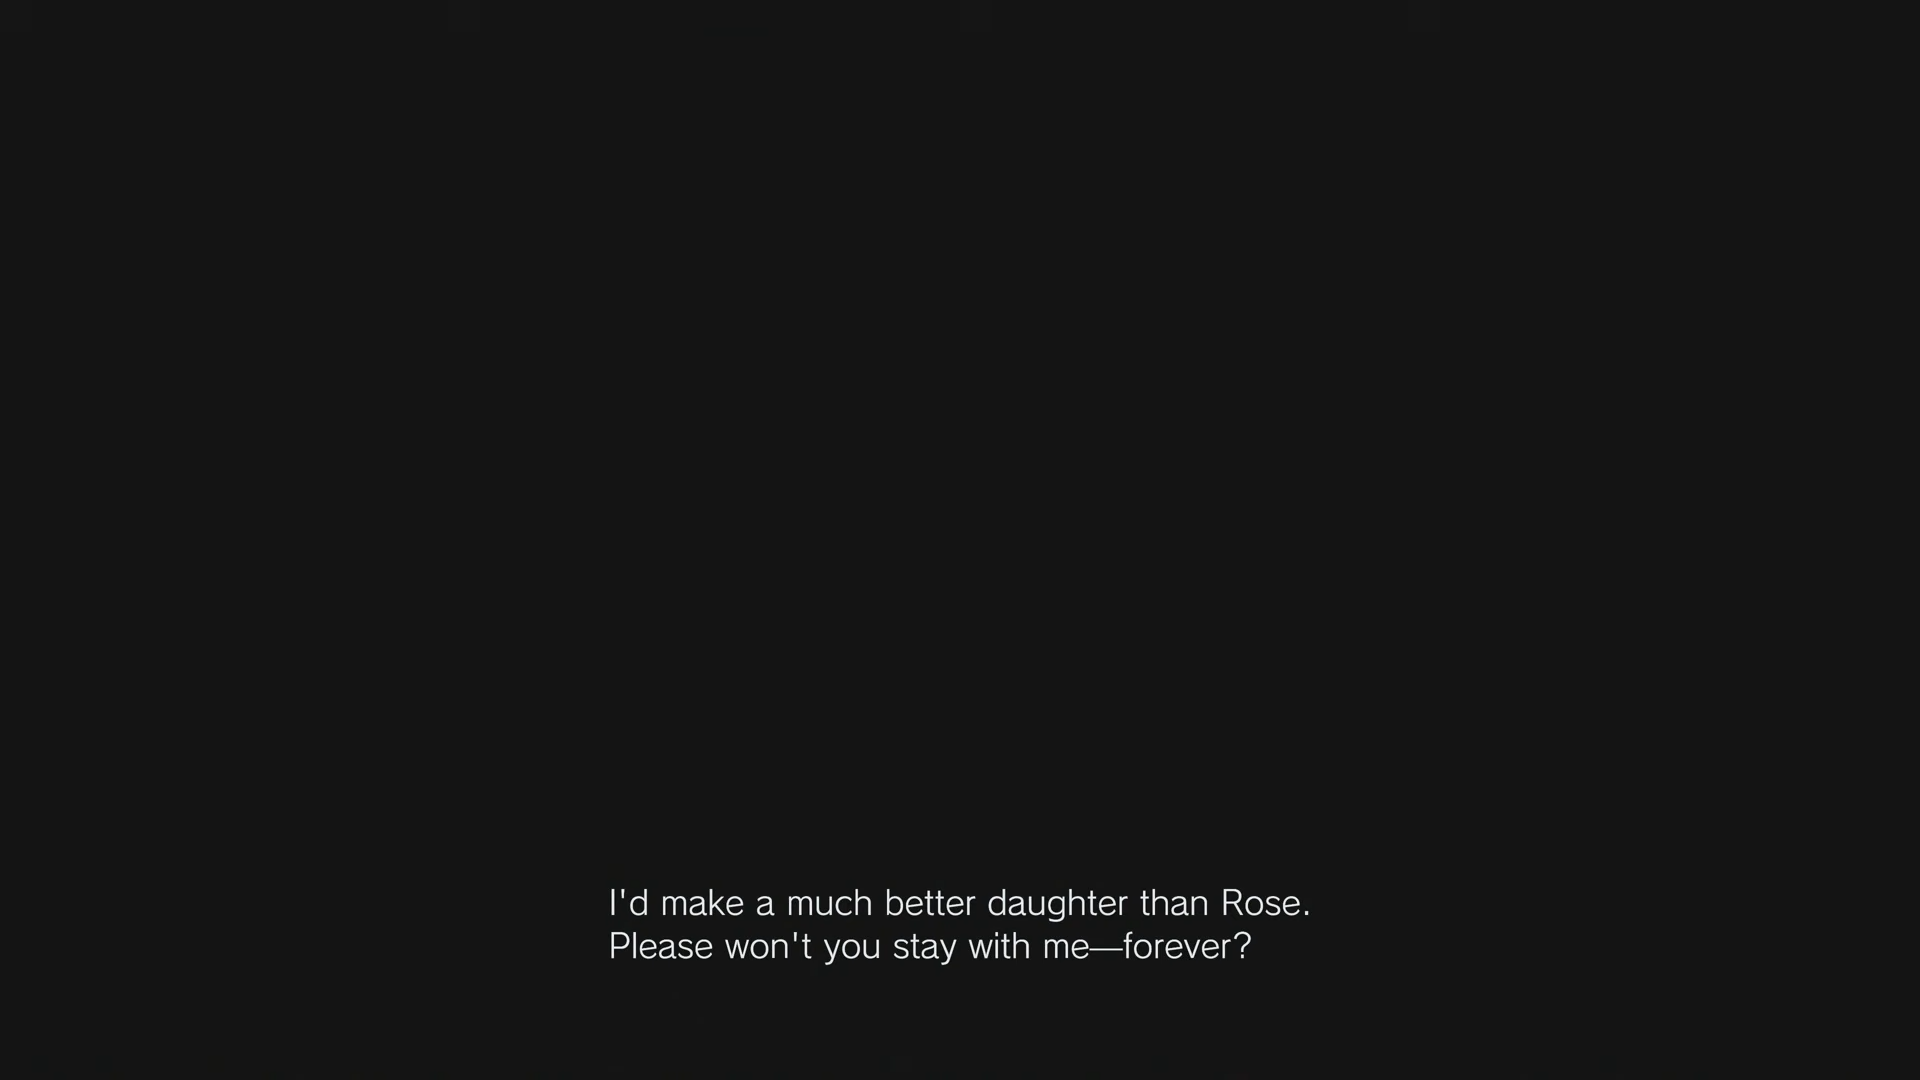 I'd make a much better daughter than Rose.
Please won't you stay with me—forever?